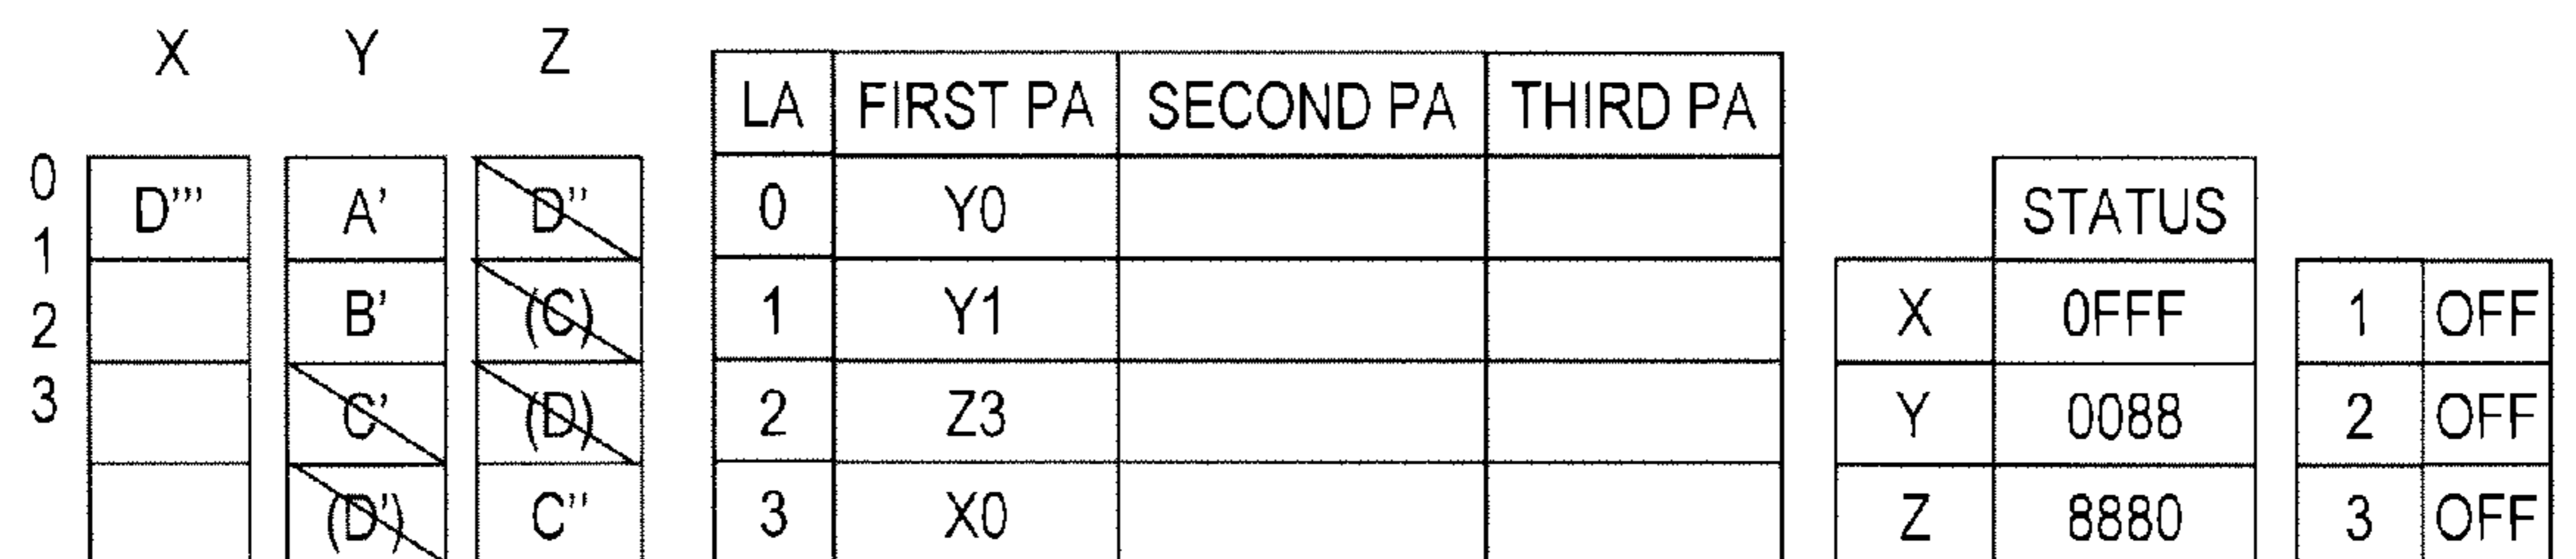 X Y Z
LA FIRST PA SECOND PA THIRD PA
0 D''' A' D'' 0 Y0 STATUS
1 B' (C) 1 Y1 X 0FFF 1 OFF
2 C' (D) 2 Z3 Y 0088 2 OFF
3 (D') C'' 3 X0 Z 8880 3 OFF